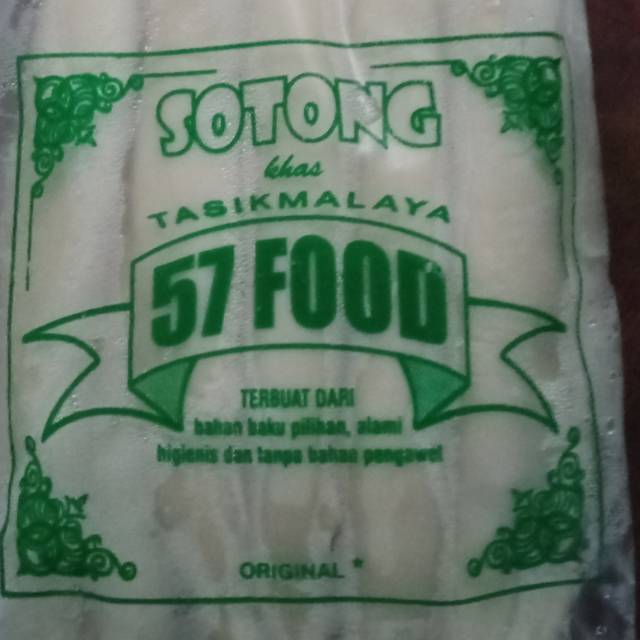 SOTONG
khas
TASIKMALAYA
57 FOOD
TERBUAT DARI
bahan baku pilihan, alami
higienis dan tanpa bahan pengawet
ORIGINAL *